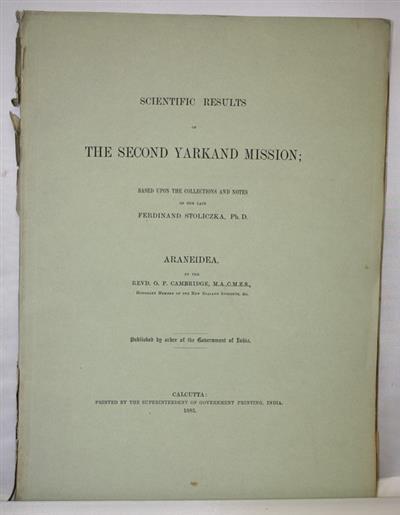 SCIENTIFIC RESULTS
OF
THE SECOND YARKAND MISSION;
BASED UPON THE COLLECTIONS AND NOTES
OF THE LATE
FERDINAND STOLICZKA, Ph. D.
ARANEIDEA,
BY THE
REVD. O. P. CAMBRIDGE, M.A., C.M.Z.S.,
HONORARY MEMBER OF THE NEW ZEALAND INSTITUTE, &c.
Published by order of the Government of India.
CALCUTTA:
PRINTED BY THE SUPERINTENDENT OF GOVERNMENT PRINTING, INDIA.
1885.